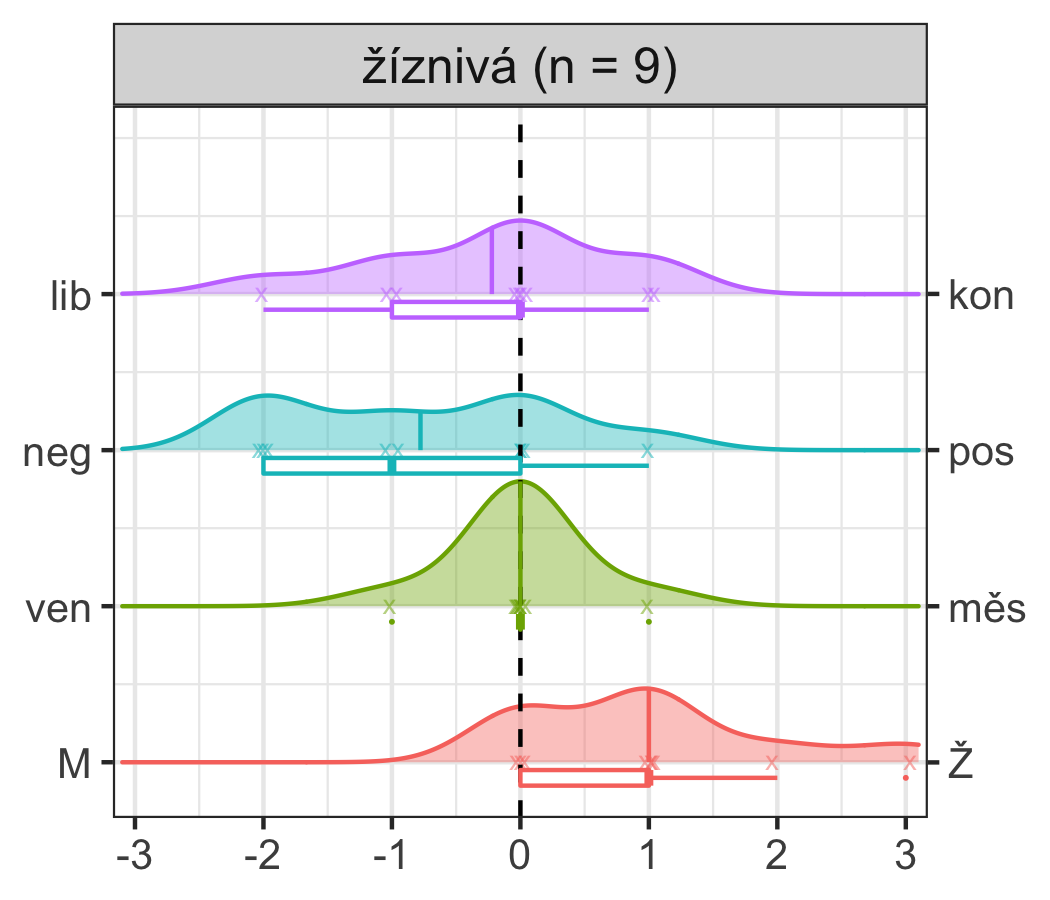 žíznivá (n = 9)
lib kon
neg pos
ven měs
M Ž
-3 -2 -1 0 1 2 3